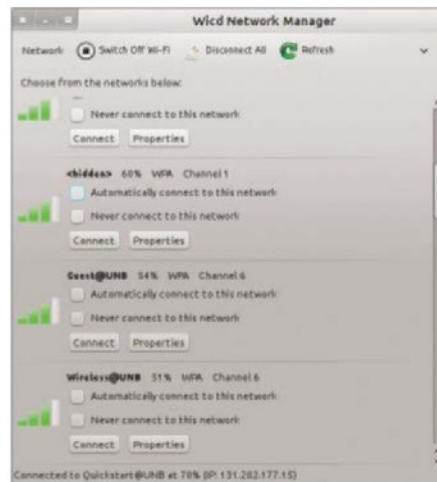 Wicd Network Manager
Network Switch Off Wi-Fi Disconnect All Refresh
Choose from the networks below:
Never connect to this network
Connect Properties
<hidden> 60% WPA Channel 1
Automatically connect to this network
Never connect to this network
Connect Properties
Guest@UNB 54% WPA Channel 6
Automatically connect to this network
Never connect to this network
Connect Properties
Wireless@UNB 51% WPA Channel 6
Automatically connect to this network
Never connect to this network
Connect Properties
Connected to Quickstart@UNB at 70% (IP: 131.202.177.15)